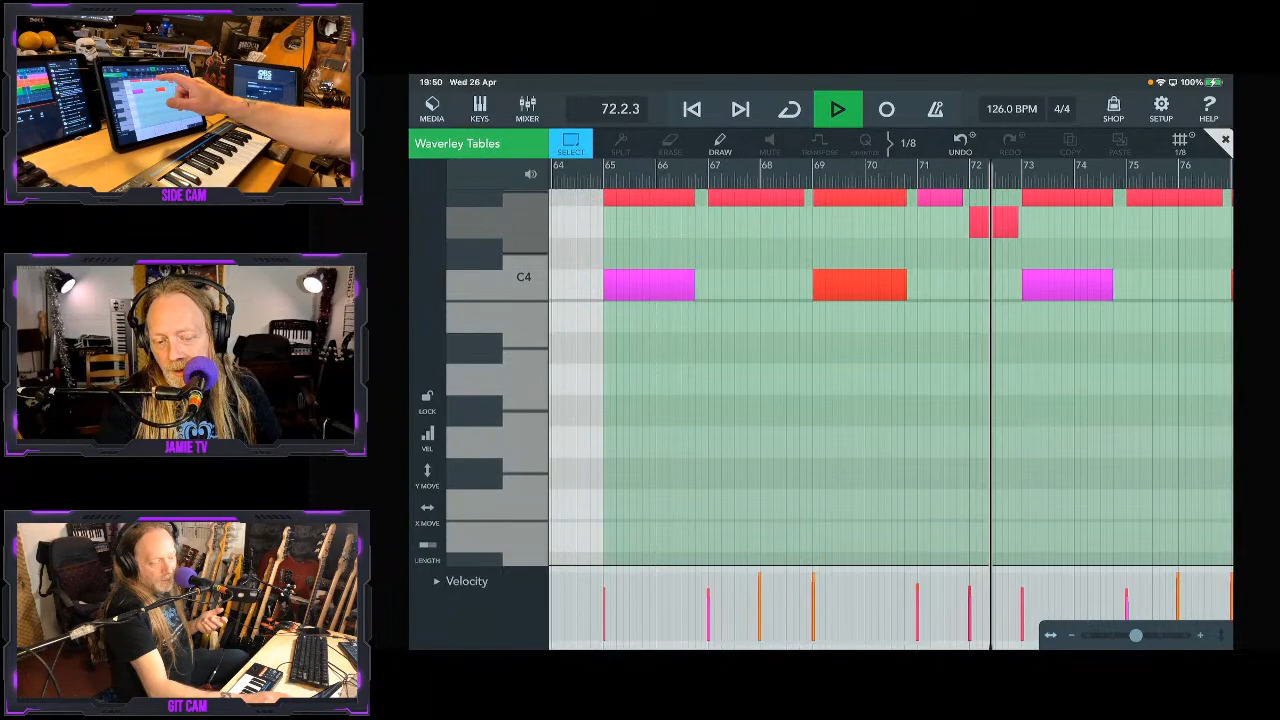 OBS
SIDE CAM
JAMIE TV
GIT CAM
19:50 Wed 26 Apr
100%
MEDIA
KEYS
MIXER
72.2.3
126.0 BPM
4/4
SHOP
SETUP
HELP
Waverley Tables
SELECT
SPLIT
ERASE
DRAW
MUTE
TRANSPOSE
QUANTIZE
1/8
UNDO
REDO
COPY
PASTE
1/8
64 65 66 67 68 69 70 71 72 73 74 75 76
C4
LOCK
VEL
Y MOVE
X MOVE
LENGTH
Velocity